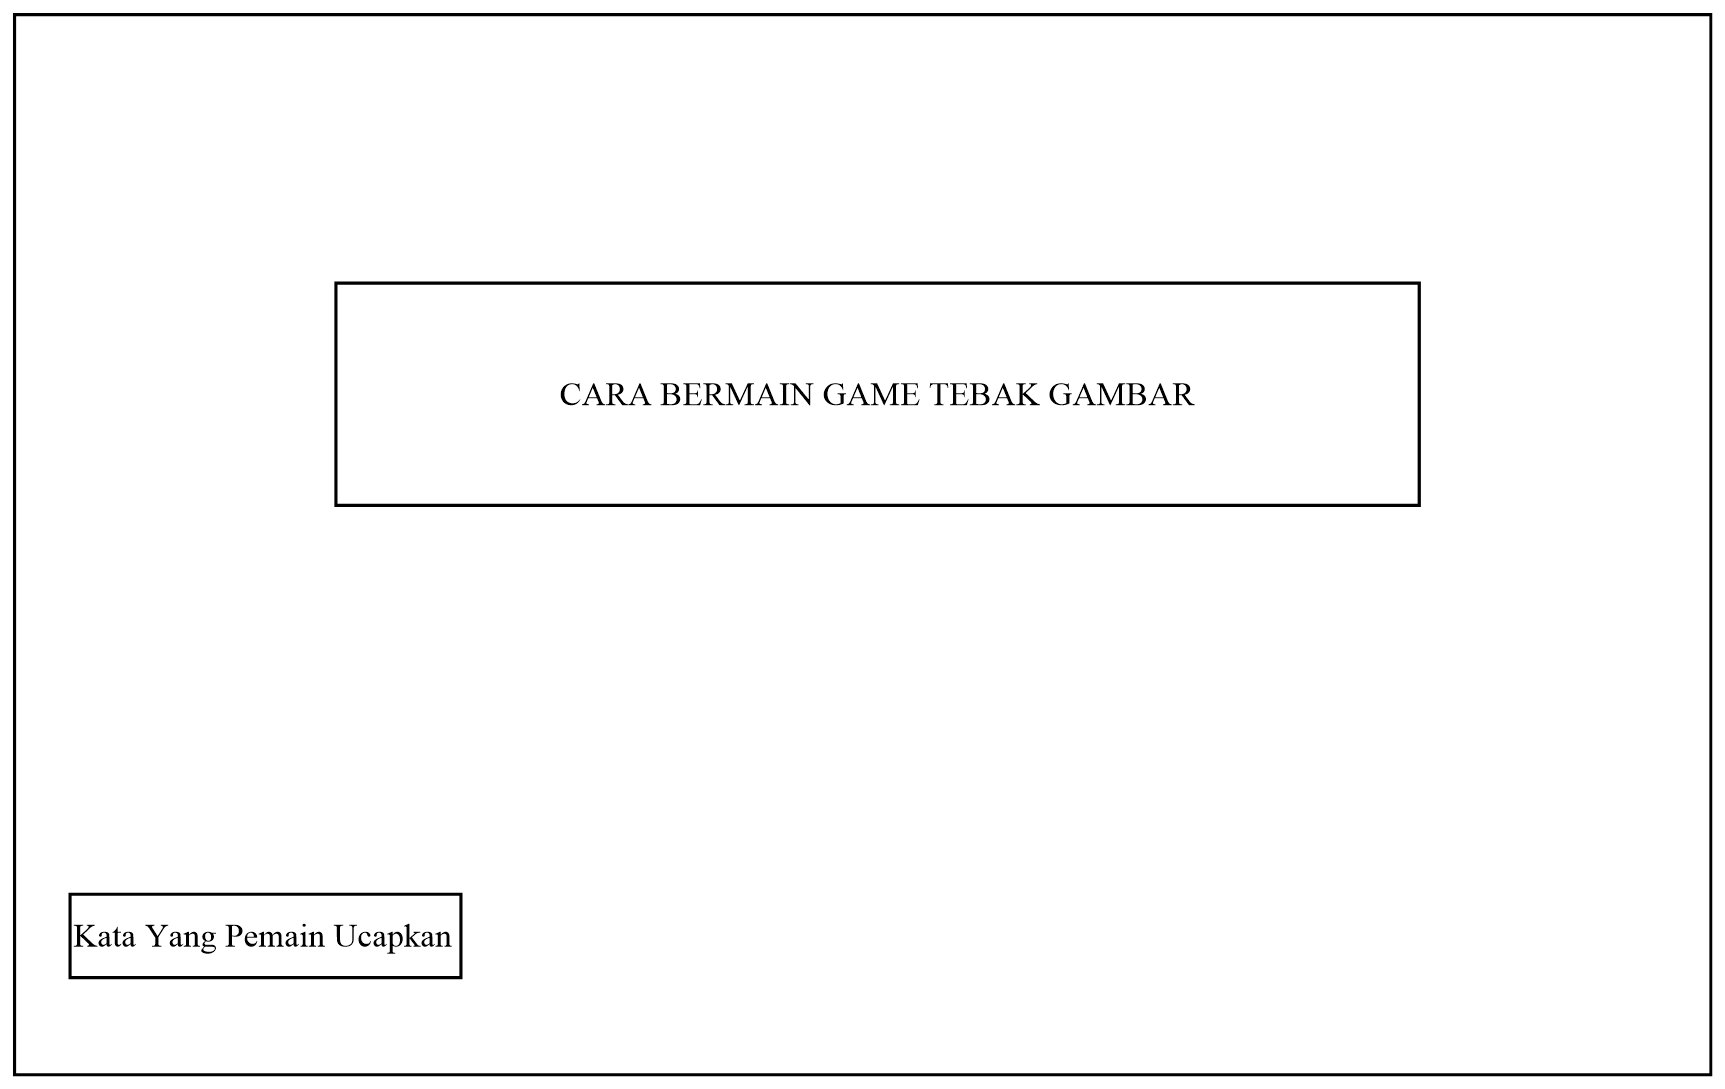 CARA BERMAIN GAME TEBAK GAMBAR
Kata Yang Pemain Ucapkan